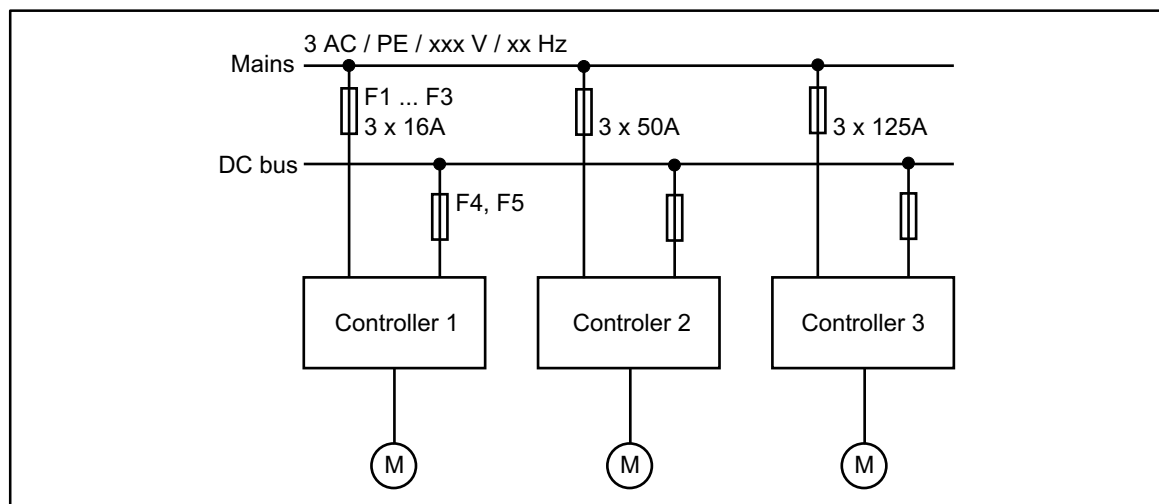 3 AC / PE / xxx V / xx Hz
Mains
F1 ... F3
3 x 16A
3 x 50A
3 x 125A
DC bus
F4, F5
Controller 1
Controler 2
Controller 3
M
M
M